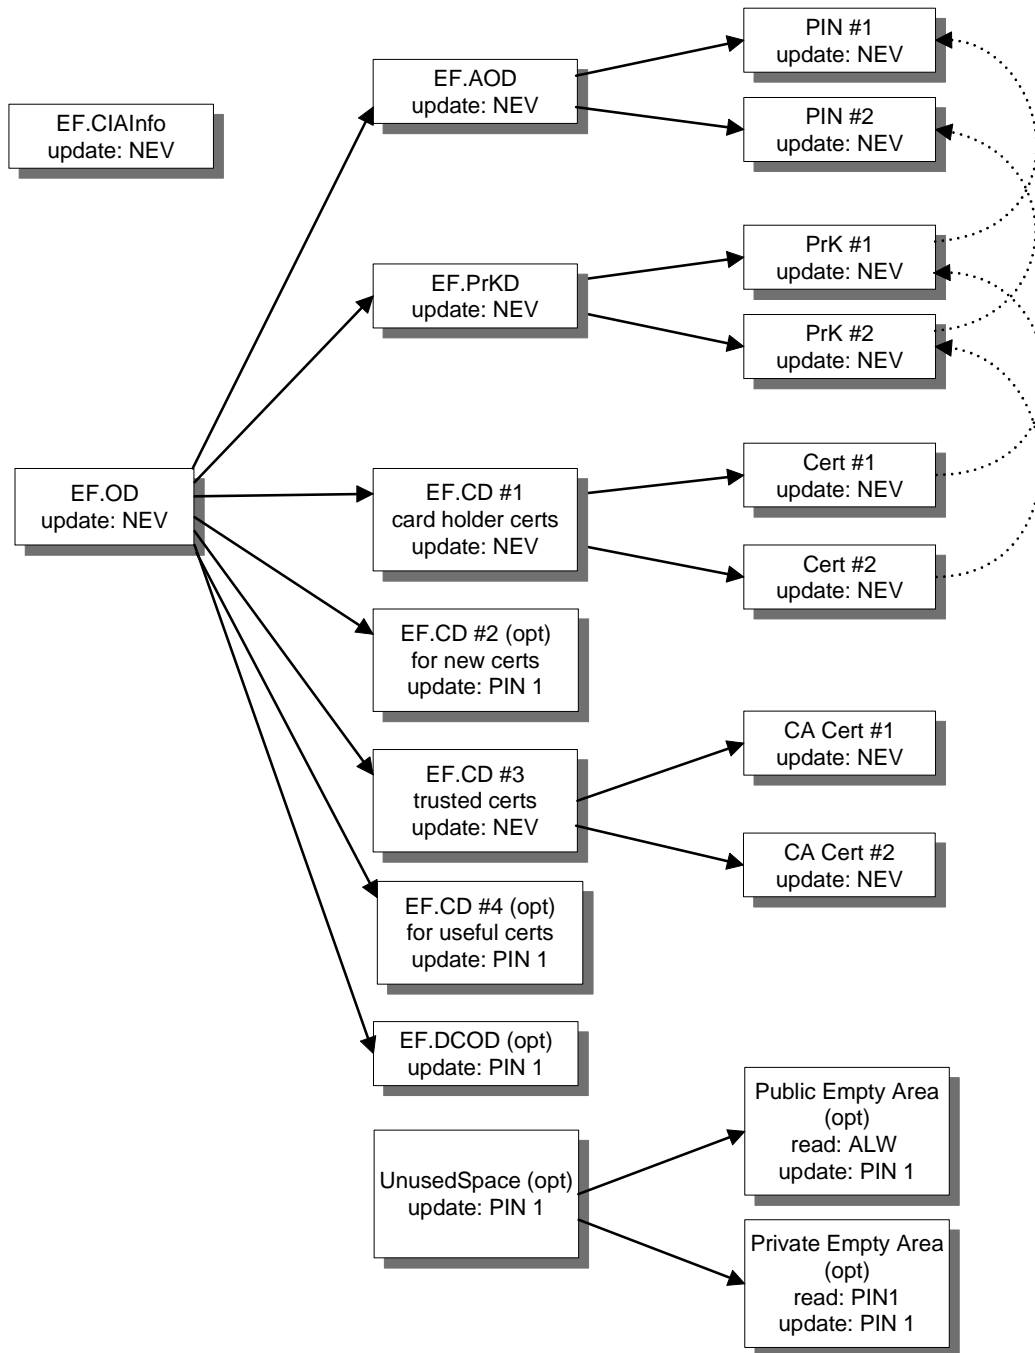 EF.CIAInfo
update: NEV
EF.OD
update: NEV
EF.AOD
update: NEV
EF.PrKD
update: NEV
EF.CD #1
card holder certs
update: NEV
EF.CD #2 (opt)
for new certs
update: PIN 1
EF.CD #3
trusted certs
update: NEV
EF.CD #4 (opt)
for useful certs
update: PIN 1
EF.DCOD (opt)
update: PIN 1
UnusedSpace (opt)
update: PIN 1
PIN #1
update: NEV
PIN #2
update: NEV
PrK #1
update: NEV
PrK #2
update: NEV
Cert #1
update: NEV
Cert #2
update: NEV
CA Cert #1
update: NEV
CA Cert #2
update: NEV
Public Empty Area
(opt)
read: ALW
update: PIN 1
Private Empty Area
(opt)
read: PIN1
update: PIN 1